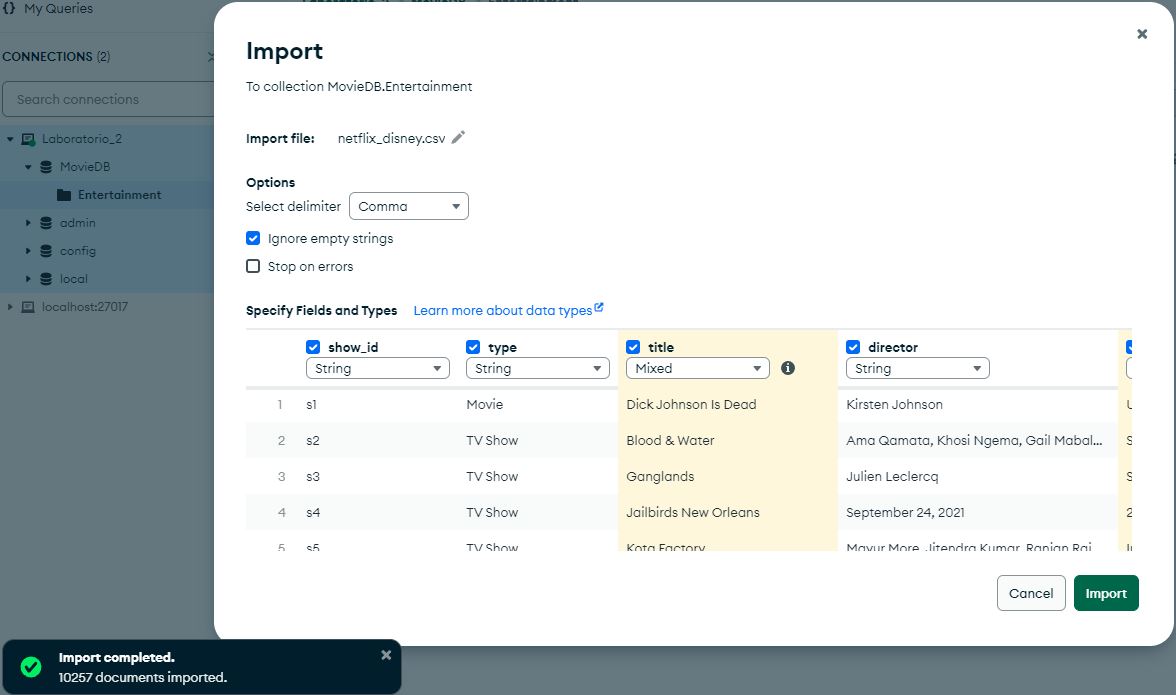 My Queries
CONNECTIONS (2)
Search connections
Laboratorio_2
MovieDB
Entertainment
admin
config
local
localhost:27017
Import
To collection MovieDB.Entertainment
Import file: netflix_disney.csv
Options
Select delimiter Comma
Ignore empty strings
Stop on errors
Specify Fields and Types Learn more about data types
show_id type title director
String String Mixed String
1 s1 Movie Dick Johnson Is Dead Kirsten Johnson
2 s2 TV Show Blood & Water Ama Qamata, Khosi Ngema, Gail Mabal...
3 s3 TV Show Ganglands Julien Leclercq
4 s4 TV Show Jailbirds New Orleans September 24, 2021
5 s5 TV Show Kota Factory Mayur More, Jitendra Kumar, Ranjan Raj
Cancel Import
Import completed.
10257 documents imported.